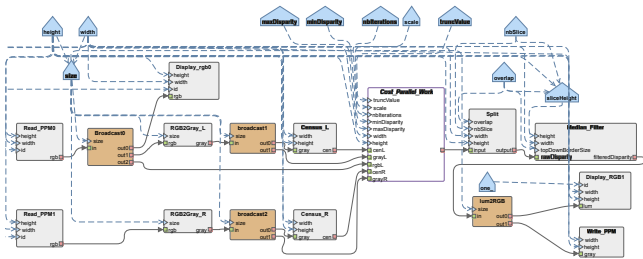 height
width
maxDisparity
minDisparity
nbIterations
scale
truncValue
nbSlice
size
overlap
sliceHeight
Display_rgb0
height
width
id
rgb
Read_PPM0
height
width
id
rgb
Broadcast0
size
in
out0
out1
out2
RGB2Gray_L
size
rgb
gray
broadcast1
size
in
out0
out1
Census_L
height
width
gray
cen
Cost_Parallel_Work
truncValue
scale
nbIterations
minDisparity
maxDisparity
width
height
cenL
grayL
rgbL
cenR
grayR
Split
overlap
nbSlice
width
height
input
output
Median_Filter
height
width
topDownBorderSize
rawDisparity
filteredDisparity
Display_RGB1
id
width
height
lum
one_
lum2RGB
size
in
out0
out1
Write_PPM
width
height
gray
Read_PPM1
height
width
id
rgb
RGB2Gray_R
size
rgb
gray
broadcast2
size
in
out0
out1
Census_R
height
width
gray
cen